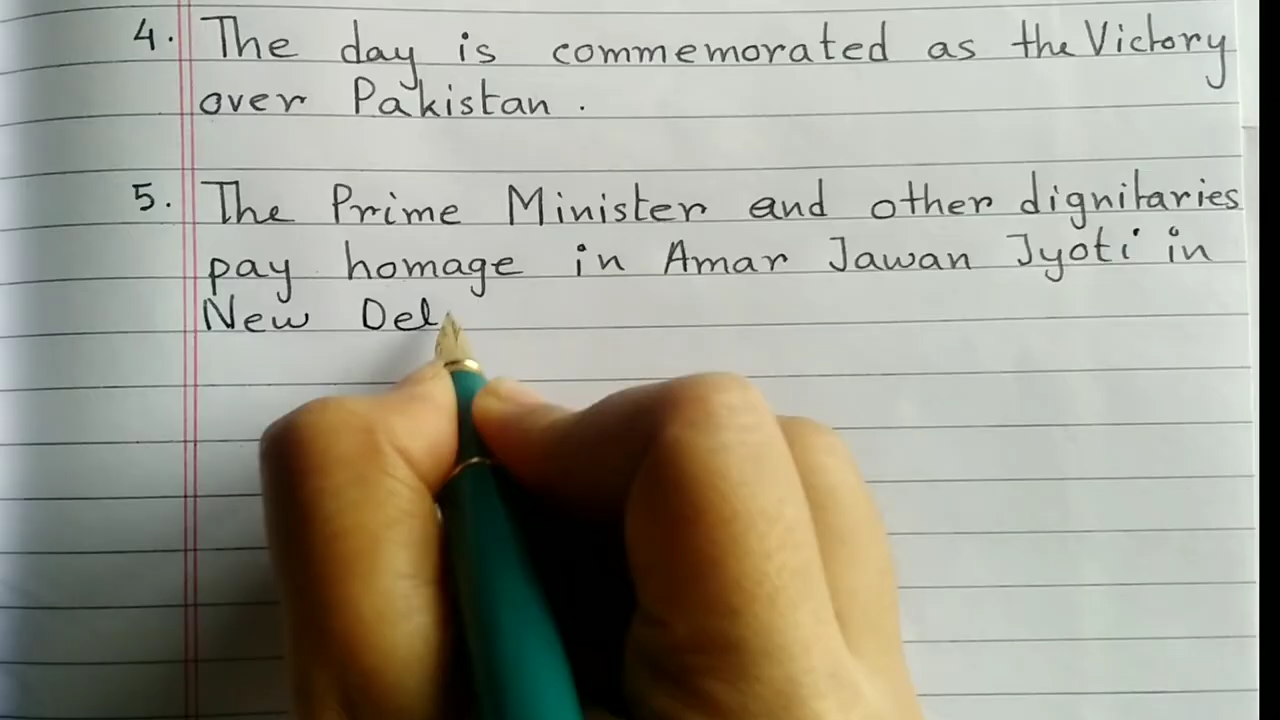 4. The day is commemorated as the Victory
over Pakistan.
5. The Prime Minister and other dignitaries
pay homage in Amar Jawan Jyoti in
New Del